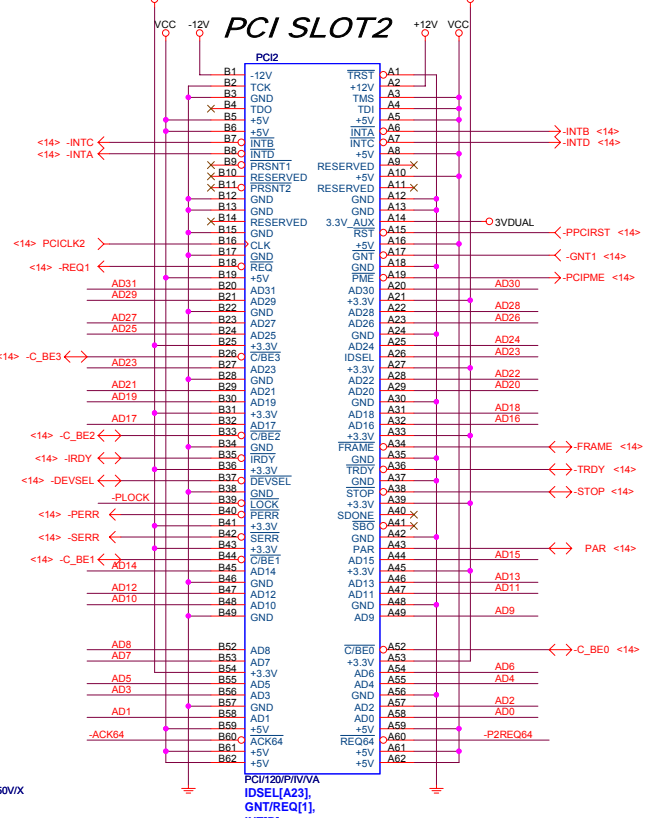 VCC -12V PCI SLOT2 +12V VCC
PCI2
B1 -12V TRST A1
B2 TCK +12V A2
B3 GND TMS A3
B4 TDO TDI A4
B5 +5V +5V A5
B6 +5V INTA A6 -INTB <14>
<14> -INTC B7 INTB INTC A7 -INTD <14>
<14> -INTA B8 INTD +5V A8
B9 PRSNT1 RESERVED A9
B10 RESERVED +5V A10
B11 PRSNT2 RESERVED A11
B12 GND GND A12
B13 GND GND A13
B14 RESERVED 3.3V_AUX A14 3VDUAL
B15 GND RST A15 -PPCIRST <14>
<14> PCICLK2 B16 CLK +5V A16
B17 GND GNT A17 -GNT1 <14>
<14> -REQ1 B18 REQ GND A18
B19 +5V PME A19 -PCIPME <14>
AD31 B20 AD31 AD30 A20 AD30
AD29 B21 AD29 +3.3V A21
B22 GND AD28 A22 AD28
AD27 B23 AD27 AD26 A23 AD26
AD25 B24 AD25 GND A24
B25 +3.3V AD24 A25 AD24
<14> -C_BE3 B26 C/BE3 IDSEL A26 AD23
AD23 B27 AD23 +3.3V A27
B28 GND AD22 A28 AD22
AD21 B29 AD21 AD20 A29 AD20
AD19 B30 AD19 GND A30
B31 +3.3V AD18 A31 AD18
AD17 B32 AD17 AD16 A32 AD16
<14> -C_BE2 B33 C/BE2 +3.3V A33
B34 GND FRAME A34 -FRAME <14>
<14> -IRDY B35 IRDY GND A35
B36 +3.3V TRDY A36 -TRDY <14>
<14> -DEVSEL B37 DEVSEL GND A37
B38 GND STOP A38 -STOP <14>
-PLOCK B39 LOCK +3.3V A39
<14> -PERR B40 PERR SDONE A40
B41 +3.3V SBO A41
<14> -SERR B42 SERR GND A42
B43 +3.3V PAR A43 PAR <14>
<14> -C_BE1 B44 C/BE1 AD15 A44 AD15
AD14 B45 AD14 +3.3V A45
B46 GND AD13 A46 AD13
AD12 B47 AD12 AD11 A47 AD11
AD10 B48 AD10 GND A48
B49 GND AD9 A49 AD9
AD8 B52 AD8 C/BE0 A52 -C_BE0 <14>
AD7 B53 AD7 +3.3V A53
B54 +3.3V AD6 A54 AD6
AD5 B55 AD5 AD4 A55 AD4
AD3 B56 AD3 GND A56
B57 GND AD2 A57 AD2
AD1 B58 AD1 AD0 A58 AD0
B59 +5V +5V A59
-ACK64 B60 ACK64 REQ64 A60 -P2REQ64
B61 +5V +5V A61
B62 +5V +5V A62
PCI/120/P/IV/VA
IDSEL[A23],
GNT/REQ[1],